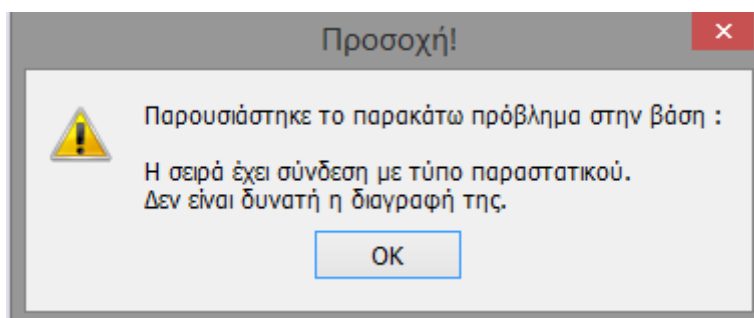 Προσοχή!
Παρουσιάστηκε το παρακάτω πρόβλημα στην βάση :
Η σειρά έχει σύνδεση με τύπο παραστατικού.
Δεν είναι δυνατή η διαγραφή της.
OK